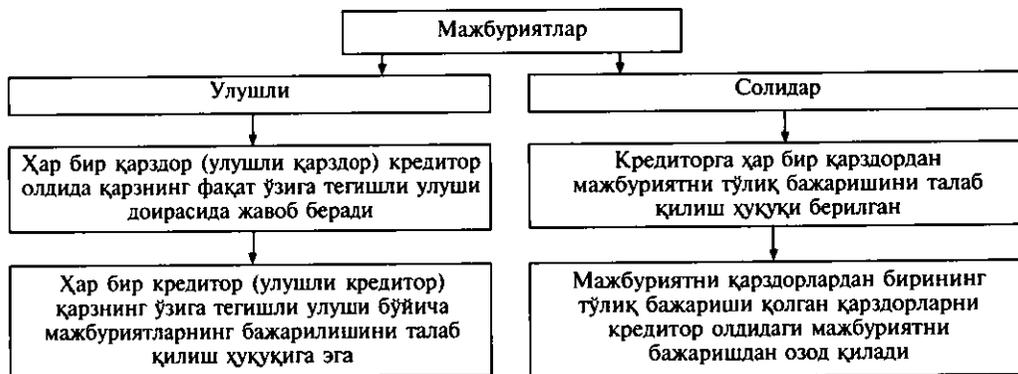 Мажбуриятлар
Улушли
Солидар
Ҳар бир қарздор (улушли қарздор) кредитор
олдида қарзнинг фақат ўзига тегишли улуши
доирасида жавоб беради
Кредиторга ҳар бир қарздордан
мажбуриятни тўлиқ бажаришини талаб
қилиш ҳуқуқи берилган
Ҳар бир кредитор (улушли кредитор)
қарзнинг ўзига тегишли улуши бўйича
мажбуриятларнинг бажарилишини талаб
қилиш ҳуқуқига эга
Мажбуриятни қарздорлардан бирининг
тўлиқ бажариши қолган қарздорларни
кредитор олдидаги мажбуриятни
бажаришдан озод қилади